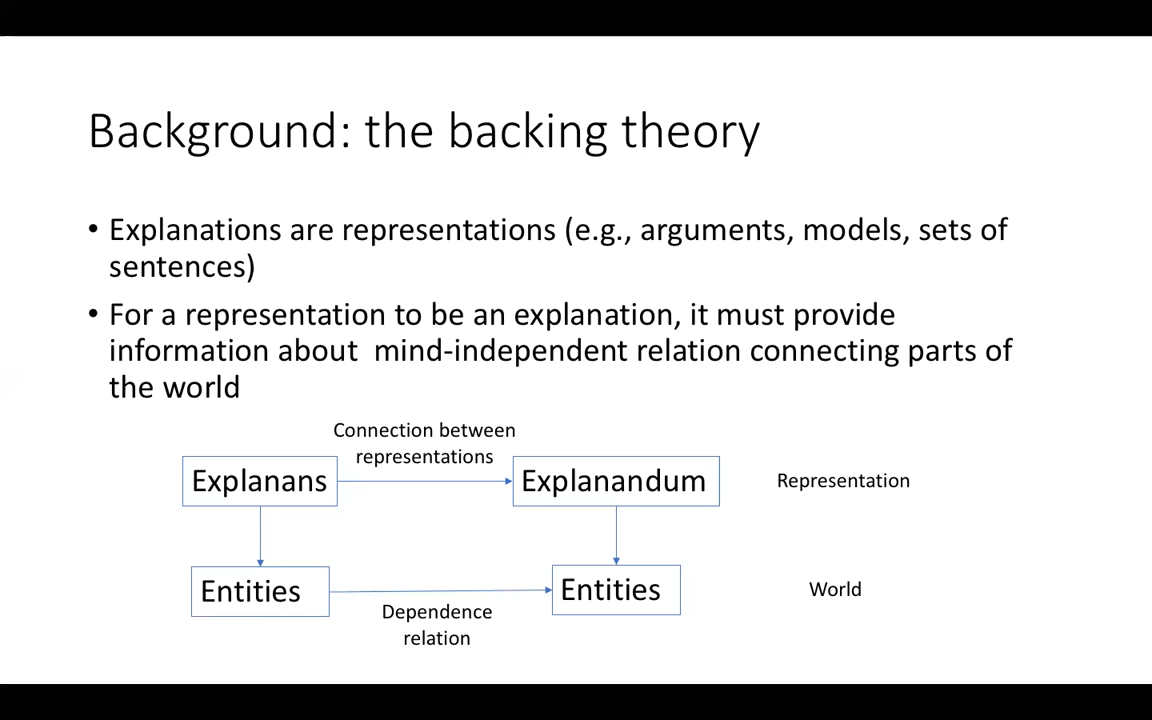 Background: the backing theory
• Explanations are representations (e.g., arguments, models, sets of
sentences)
• For a representation to be an explanation, it must provide
information about  mind-independent relation connecting parts of
the world
Connection between
representations
Explanans
Explanandum
Representation
Entities
Entities
World
Dependence
relation